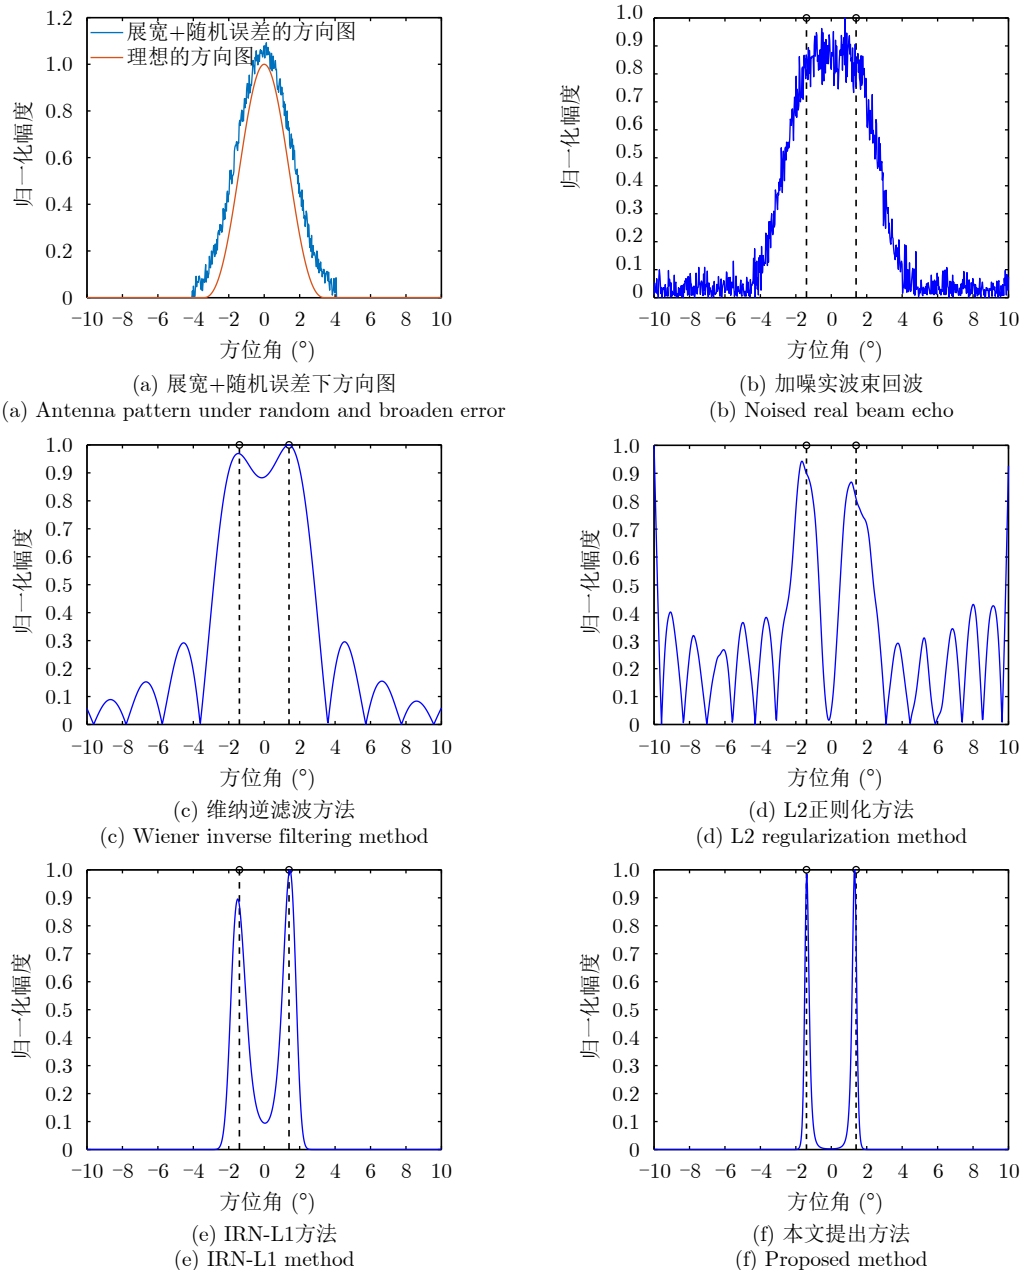 1.2
1.0
0.8
0.6
0.4
0.2
0
归一化幅度
展宽+随机误差的方向图
理想的方向图
−10 −8 −6 −4 −2 0 2 4 6 8 10
方位角 (°)
(a) 展宽+随机误差下方向图
(a) Antenna pattern under random and broaden error
1.0
0.9
0.8
0.7
0.6
0.5
0.4
0.3
0.2
0.1
0
归一化幅度
−10 −8 −6 −4 −2 0 2 4 6 8 10
方位角 (°)
(b) 加噪实波束回波
(b) Noised real beam echo
1.0
0.9
0.8
0.7
0.6
0.5
0.4
0.3
0.2
0.1
0
归一化幅度
−10 −8 −6 −4 −2 0 2 4 6 8 10
方位角 (°)
(c) 维纳逆滤波方法
(c) Wiener inverse filtering method
1.0
0.9
0.8
0.7
0.6
0.5
0.4
0.3
0.2
0.1
0
归一化幅度
−10 −8 −6 −4 −2 0 2 4 6 8 10
方位角 (°)
(d) L2正则化方法
(d) L2 regularization method
1.0
0.9
0.8
0.7
0.6
0.5
0.4
0.3
0.2
0.1
0
归一化幅度
−10 −8 −6 −4 −2 0 2 4 6 8 10
方位角 (°)
(e) IRN-L1方法
(e) IRN-L1 method
1.0
0.9
0.8
0.7
0.6
0.5
0.4
0.3
0.2
0.1
0
归一化幅度
−10 −8 −6 −4 −2 0 2 4 6 8 10
方位角 (°)
(f) 本文提出方法
(f) Proposed method